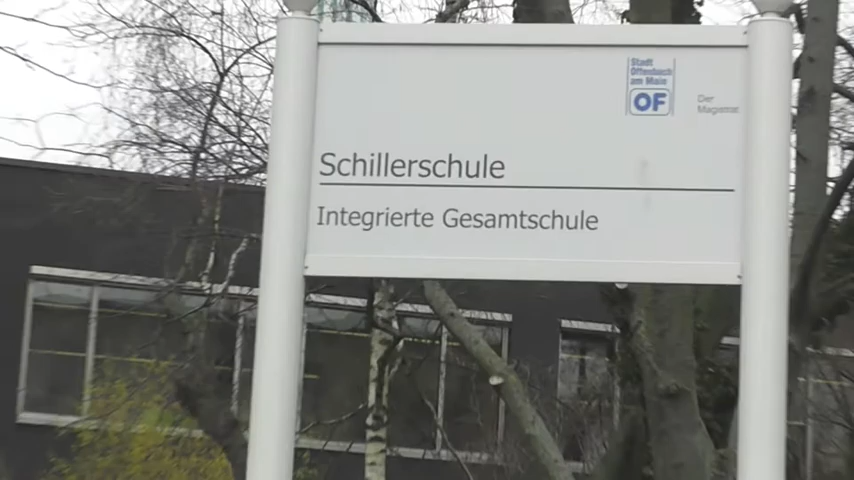 Stadt
Offenbach
am Main
OF
Der
Magistrat
Schillerschule
Integrierte Gesamtschule